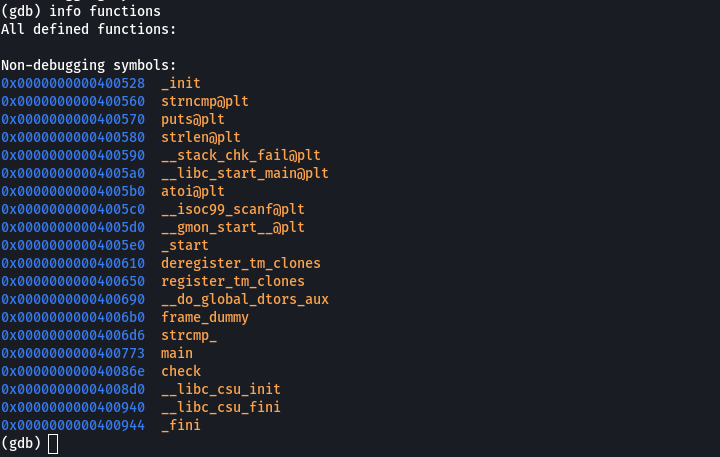 (gdb) info functions
All defined functions:
Non-debugging symbols:
0x0000000000400528 _init
0x0000000000400560 strncmp@plt
0x0000000000400570 puts@plt
0x0000000000400580 strlen@plt
0x0000000000400590 __stack_chk_fail@plt
0x00000000004005a0 __libc_start_main@plt
0x00000000004005b0 atoi@plt
0x00000000004005c0 __isoc99_scanf@plt
0x00000000004005d0 __gmon_start__@plt
0x00000000004005e0 _start
0x0000000000400610 deregister_tm_clones
0x0000000000400650 register_tm_clones
0x0000000000400690 __do_global_dtors_aux
0x00000000004006b0 frame_dummy
0x00000000004006d6 strcmp_
0x0000000000400773 main
0x000000000040086e check
0x00000000004008d0 __libc_csu_init
0x0000000000400940 __libc_csu_fini
0x0000000000400944 _fini
(gdb)